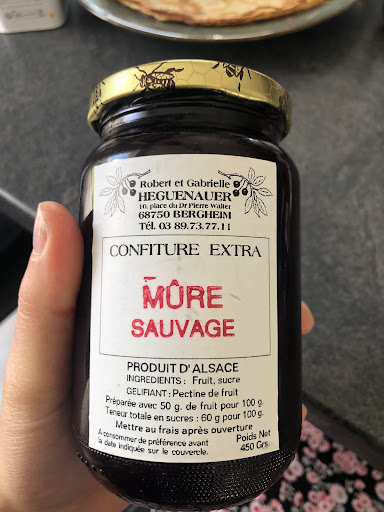 Robert et Gabrielle
HEGUENAUER
10, place du Dr Pierre Walter
68750 BERGHEIM
Tél. 03 89.73.77.11
CONFITURE EXTRA
MÛRE
SAUVAGE
PRODUIT D'ALSACE
INGREDIENTS : Fruit, sucre
GELIFIANT : Pectine de fruit
Préparée avec 50 g. de fruit pour 100 g.
Teneur totale en sucres : 60 g pour 100 g.
Mettre au frais après ouverture
A consommer de préférence avant
la date indiquée sur le couvercle.
Poids Net
450 Grs.